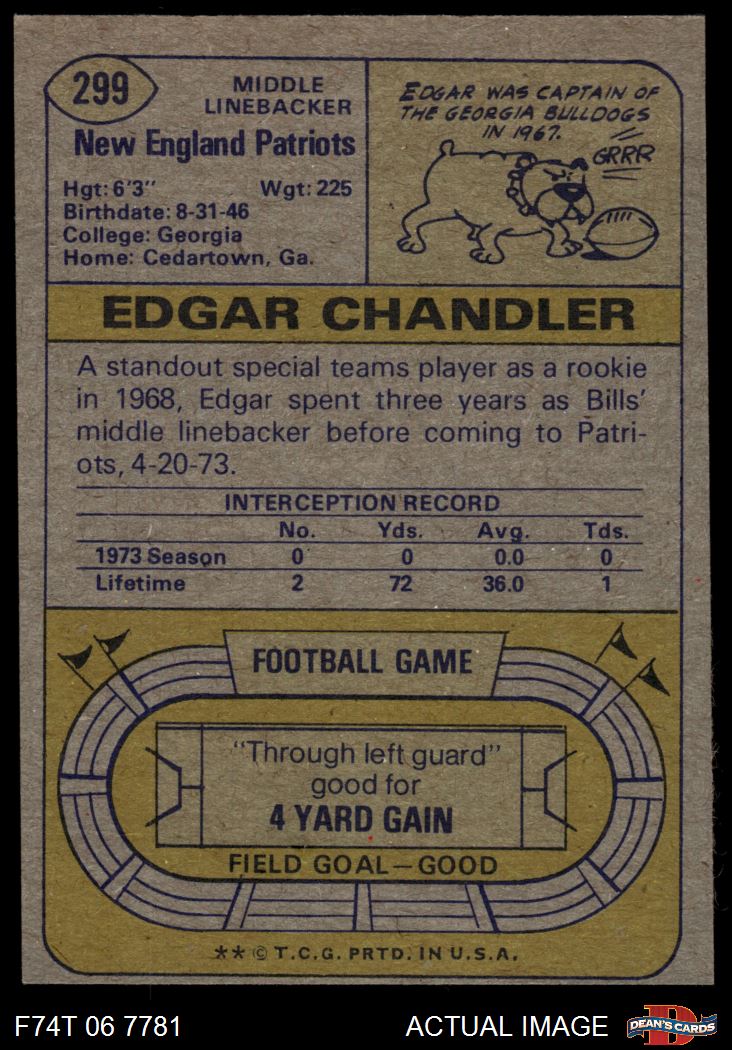 299
MIDDLE
LINEBACKER
New England Patriots
Hgt: 6'3" Wgt: 225
Birthdate: 8-31-46
College: Georgia
Home: Cedartown, Ga.
EDGAR WAS CAPTAIN OF
THE GEORGIA BULLDOGS
IN 1967.
GRRR
EDGAR CHANDLER
A standout special teams player as a rookie
in 1968, Edgar spent three years as Bills'
middle linebacker before coming to Patri-
ots, 4-20-73.
INTERCEPTION RECORD
No. Yds. Avg. Tds.
1973 Season 0 0 0.0 0
Lifetime 2 72 36.0 1
FOOTBALL GAME
"Through left guard"
good for
4 YARD GAIN
FIELD GOAL—GOOD
** © T.C.G. PRTD. IN U.S.A.
F74T 06 7781 ACTUAL IMAGE
D
DEAN'S CARDS